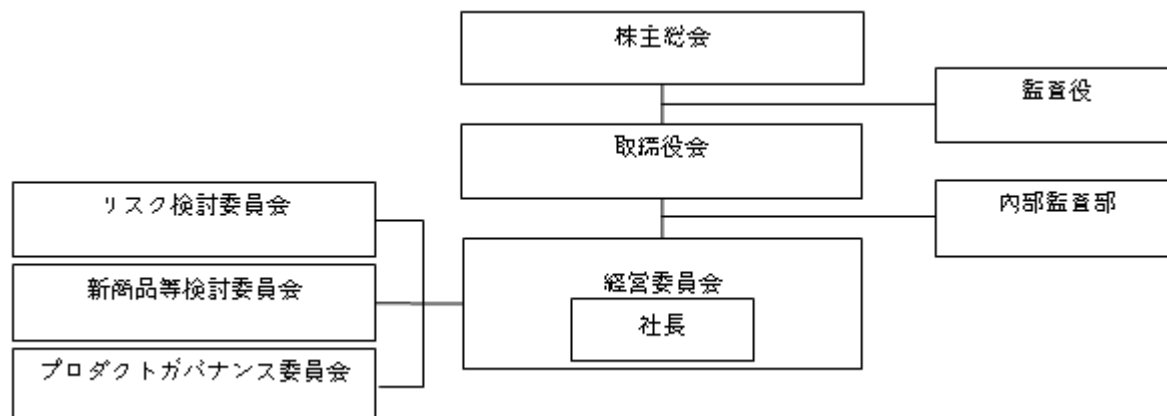 株主総会
監査役
取締役会
リスク検討委員会
内部監査部
経営委員会
新商品等検討委員会
社長
プロダクトガバナンス委員会